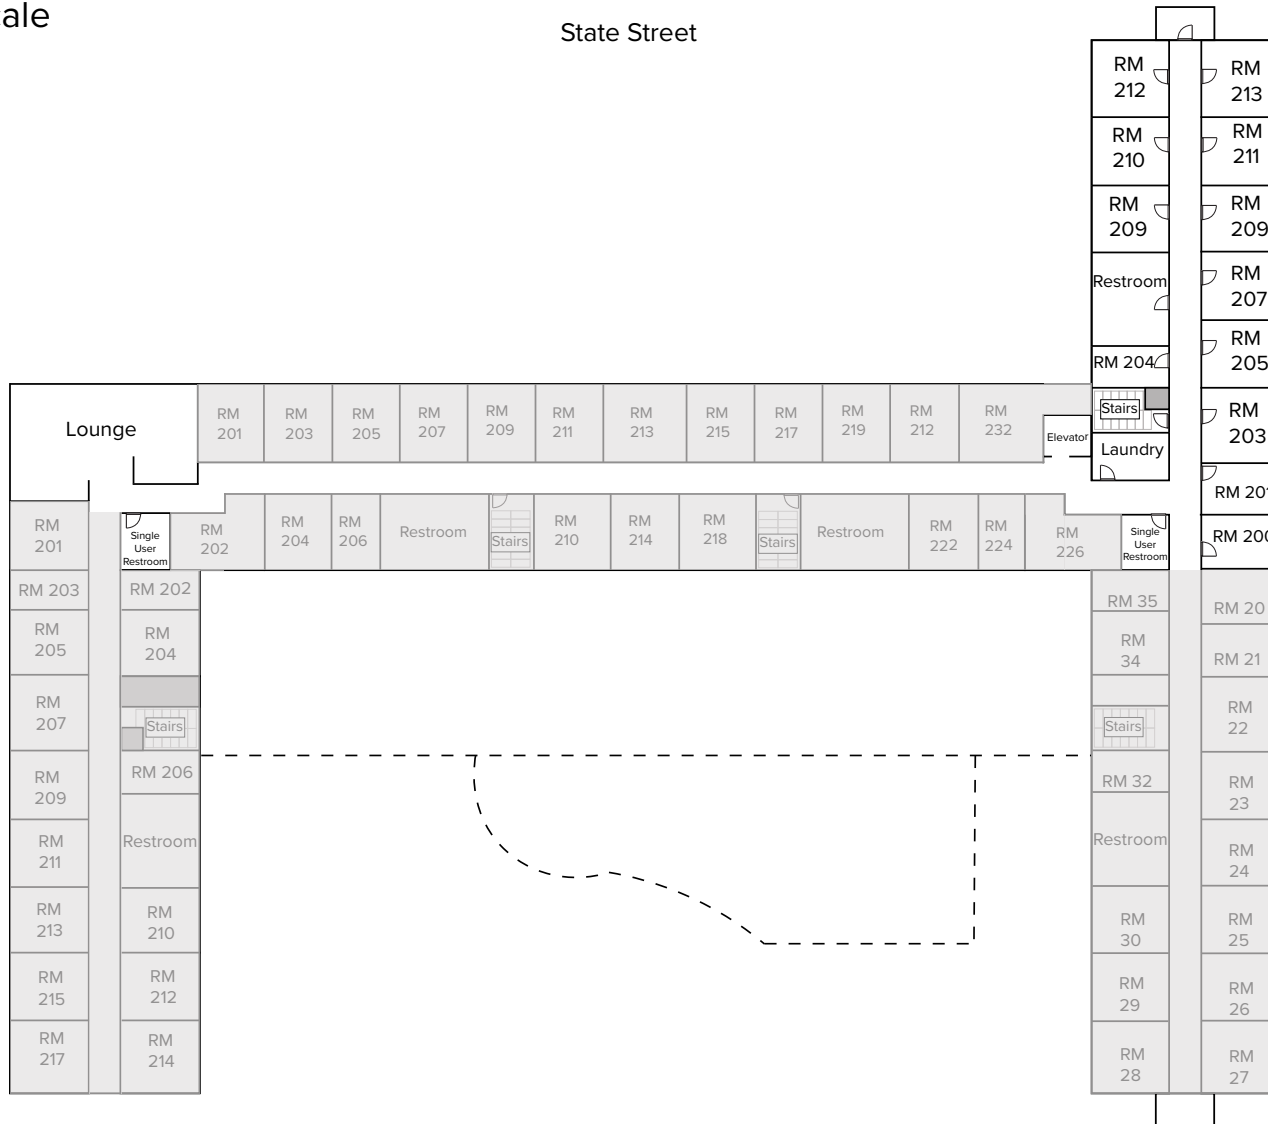 State Street
RM
212
RM
213
RM
210
RM
211
RM
209
RM
209
Restroom
RM
207
RM 204
RM
205
Stairs
RM
203
Laundry
Elevator
RM 201
RM 200
Lounge
RM
201
RM
203
RM
205
RM
207
RM
209
RM
211
RM
213
RM
215
RM
217
RM
219
RM
212
RM
232
RM
201
Single
User
Restroom
RM
202
RM
204
RM
206
Restroom
Stairs
RM
210
RM
214
RM
218
Stairs
Restroom
RM
222
RM
224
RM
226
Single
User
Restroom
RM 203
RM 202
RM
205
RM
204
RM
207
Stairs
RM
209
RM 206
RM
211
Restroom
RM
213
RM
210
RM
215
RM
212
RM
217
RM
214
RM 35
RM 20
RM
34
RM 21
Stairs
RM
22
RM 32
RM
23
Restroom
RM
24
RM
30
RM
25
RM
29
RM
26
RM
28
RM
27